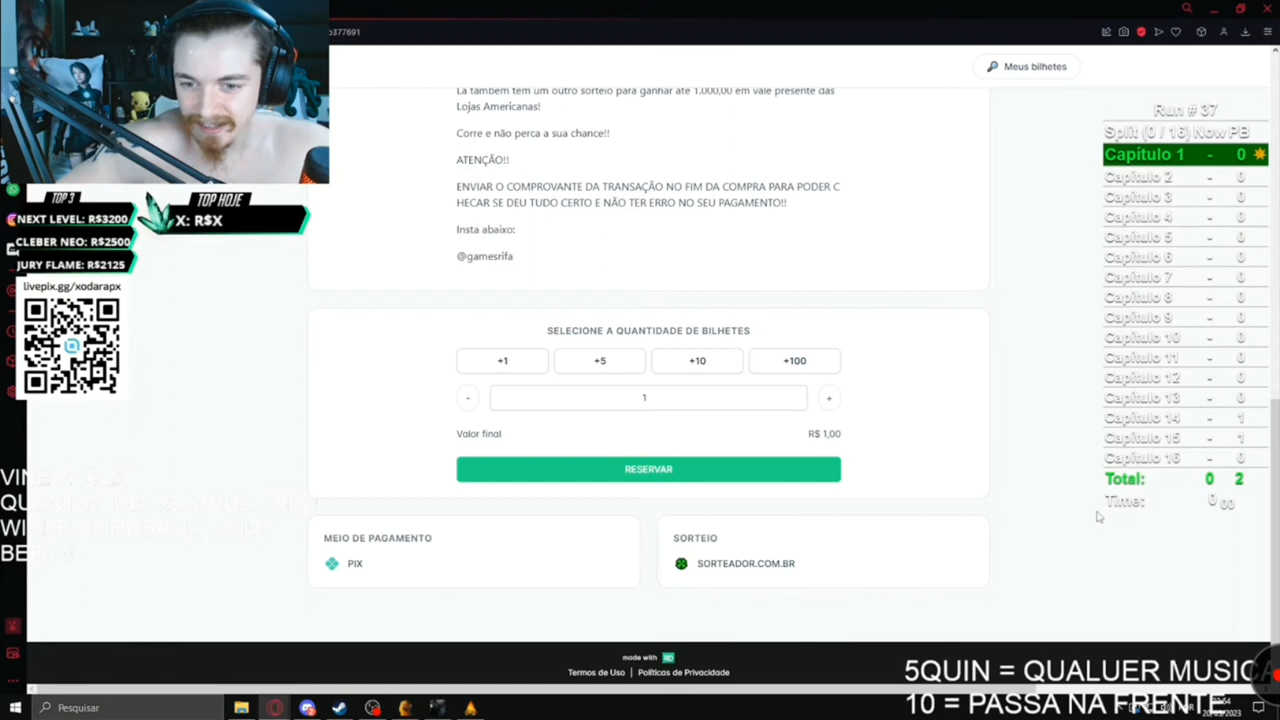 377691
Meus bilhetes
Lá também tem um outro sorteio para ganhar até 1.000,00 em vale presente das
Lojas Americanas!
Corre e não perca a sua chance!!
ATENÇÃO!!
ENVIAR O COMPROVANTE DA TRANSAÇÃO NO FIM DA COMPRA PARA PODER C
HECAR SE DEU TUDO CERTO E NÃO TER ERRO NO SEU PAGAMENTO!!
Insta abaixo:
@gamesrifa
SELECIONE A QUANTIDADE DE BILHETES
+1 +5 +10 +100
- 1 +
Valor final R$ 1,00
RESERVAR
MEIO DE PAGAMENTO
PIX
SORTEIO
SORTEADOR.COM.BR
made with
Termos de Uso | Políticas de Privacidade
TOP 3
NEXT LEVEL: R$3200
CLEBER NEO: R$2500
JURY FLAME: R$2125
TOP HOJE
X: R$X
livepix.gg/xodarapx
Run # 37
Split (0 / 16) Now PB
Capítulo 1 - 0
Capítulo 2 - 0
Capítulo 3 - 0
Capítulo 4 - 0
Capítulo 5 - 0
Capítulo 6 - 0
Capítulo 7 - 0
Capítulo 8 - 0
Capítulo 9 - 0
Capítulo 10 - 0
Capítulo 11 - 0
Capítulo 12 - 0
Capítulo 13 - 0
Capítulo 14 - 1
Capítulo 15 - 1
Capítulo 16 - 0
Total: 0 2
Time: 0 00
5QUIN = QUALUER MUSICA
10 = PASSA NA FRENTE
Pesquisar